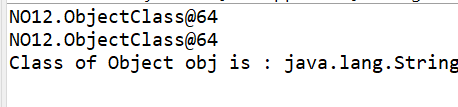 NO12.ObjectClass@64
NO12.ObjectClass@64
Class of Object obj is : java.lang.String